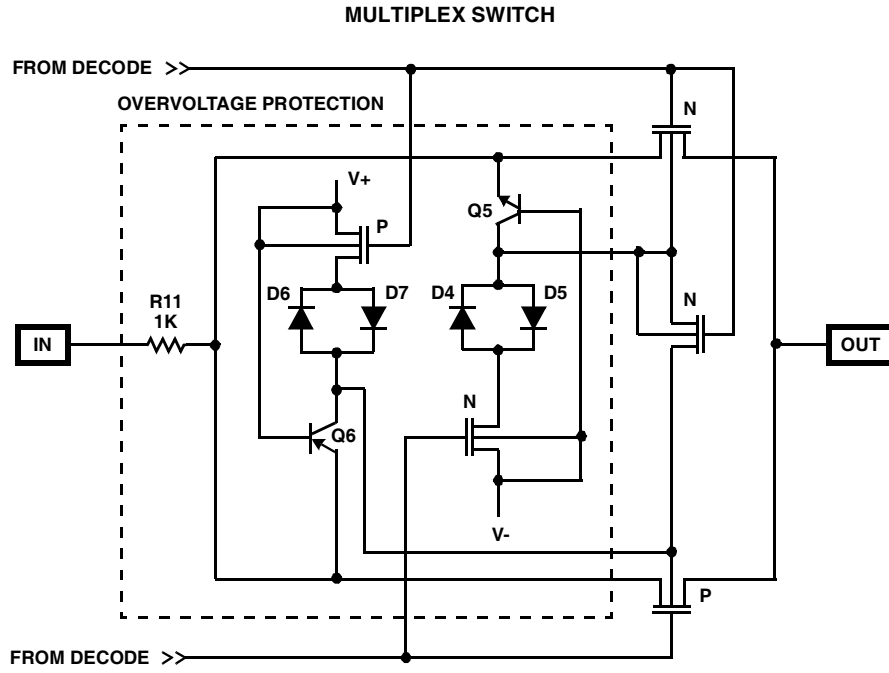 MULTIPLEX SWITCH
FROM DECODE
OVERVOLTAGE PROTECTION
N
V+
Q5
P
D6
D7
D4
D5
N
R11
1K
IN
OUT
N
Q6
V-
P
FROM DECODE